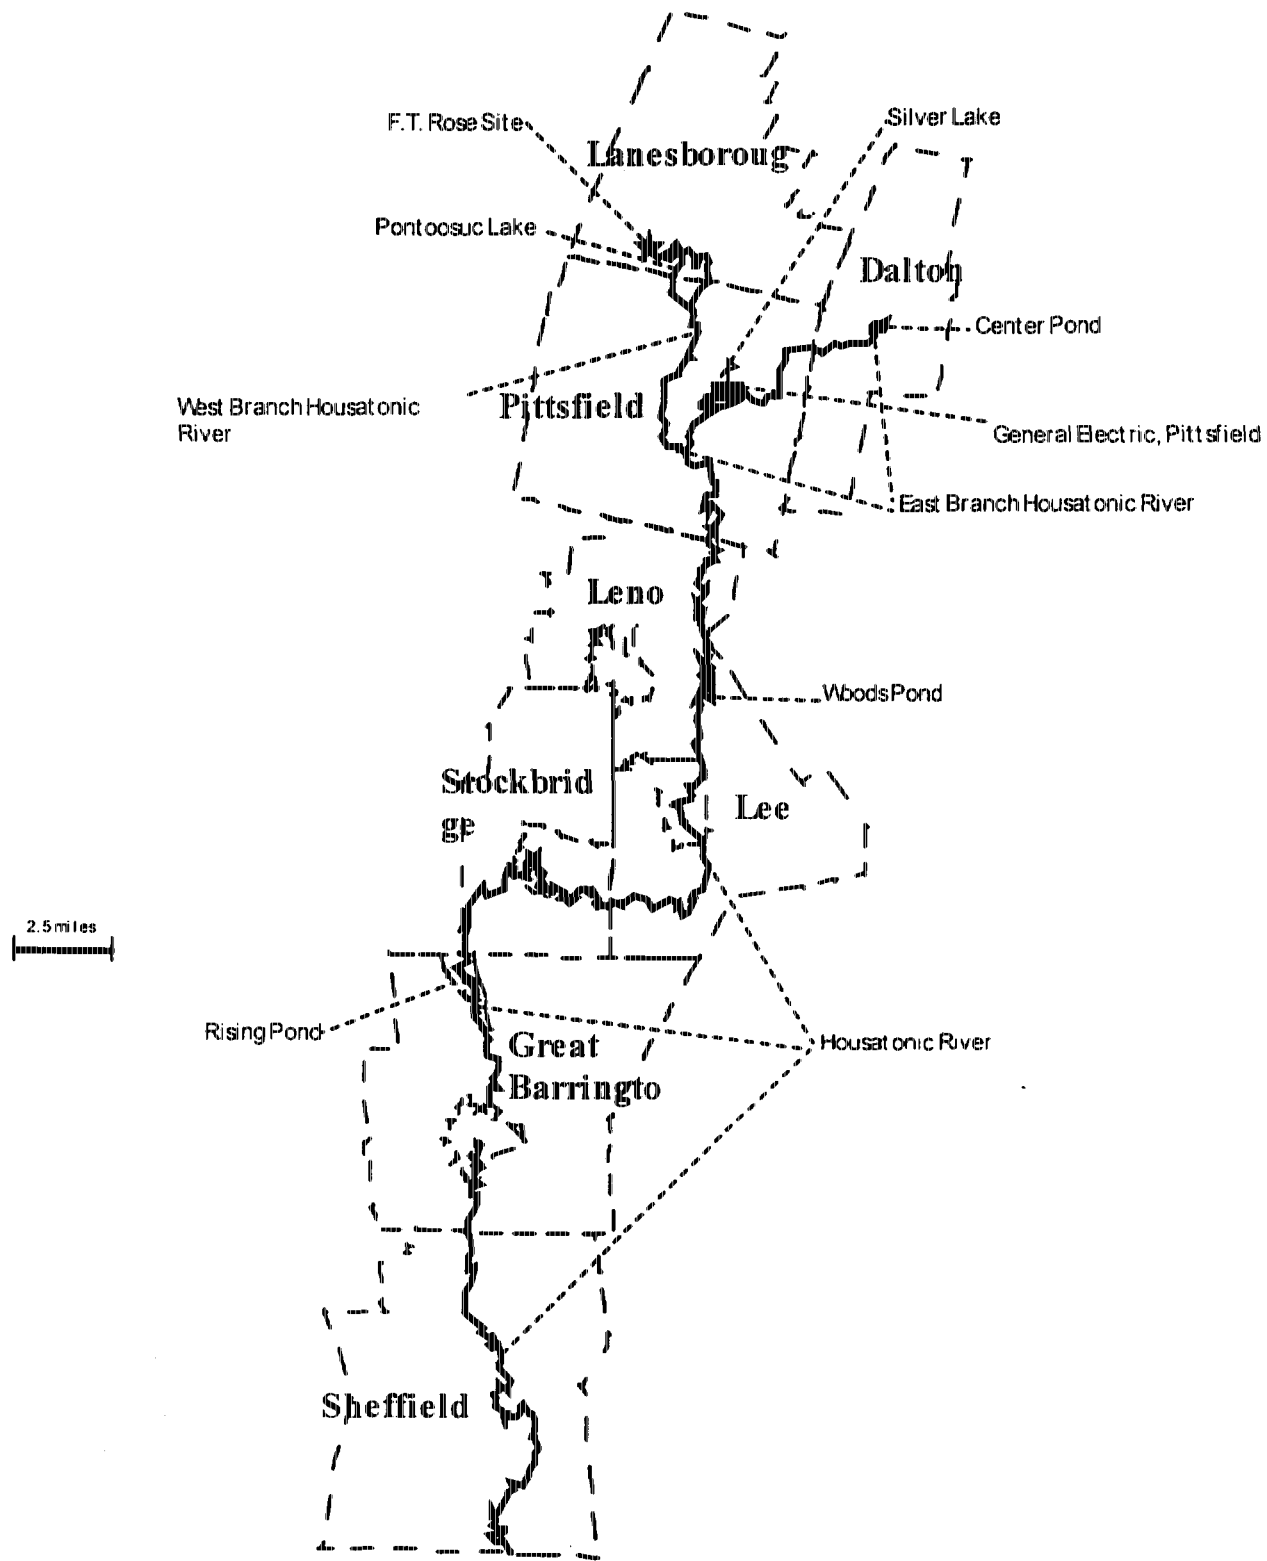 F.T. Rose Site
Silver Lake
Lanesboroug
Pontoosuc Lake
Dalton
Center Pond
West Branch Housatonic
River
Pittsfield
General Electric, Pittsfield
East Branch Housatonic River
Leno
Woods Pond
Stockbrid
ge
Lee
2.5 miles
Rising Pond
Great
Barringto
Housatonic River
Sheffield